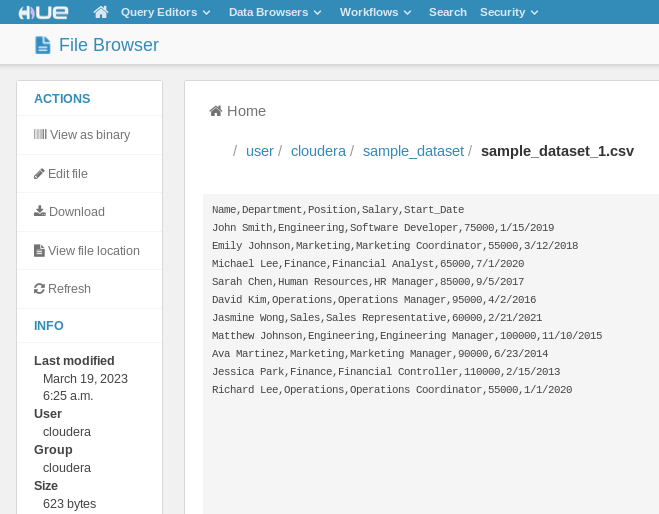 HUE Query Editors Data Browsers Workflows Search Security
File Browser
ACTIONS
View as binary
Edit file
Download
View file location
Refresh
INFO
Last modified
March 19, 2023
6:25 a.m.
User
cloudera
Group
cloudera
Size
623 bytes
Home
/ user / cloudera / sample_dataset / sample_dataset_1.csv
Name,Department,Position,Salary,Start_Date
John Smith,Engineering,Software Developer,75000,1/15/2019
Emily Johnson,Marketing,Marketing Coordinator,55000,3/12/2018
Michael Lee,Finance,Financial Analyst,65000,7/1/2020
Sarah Chen,Human Resources,HR Manager,85000,9/5/2017
David Kim,Operations,Operations Manager,95000,4/2/2016
Jasmine Wong,Sales,Sales Representative,60000,2/21/2021
Matthew Johnson,Engineering,Engineering Manager,100000,11/10/2015
Ava Martinez,Marketing,Marketing Manager,90000,6/23/2014
Jessica Park,Finance,Financial Controller,110000,2/15/2013
Richard Lee,Operations,Operations Coordinator,55000,1/1/2020